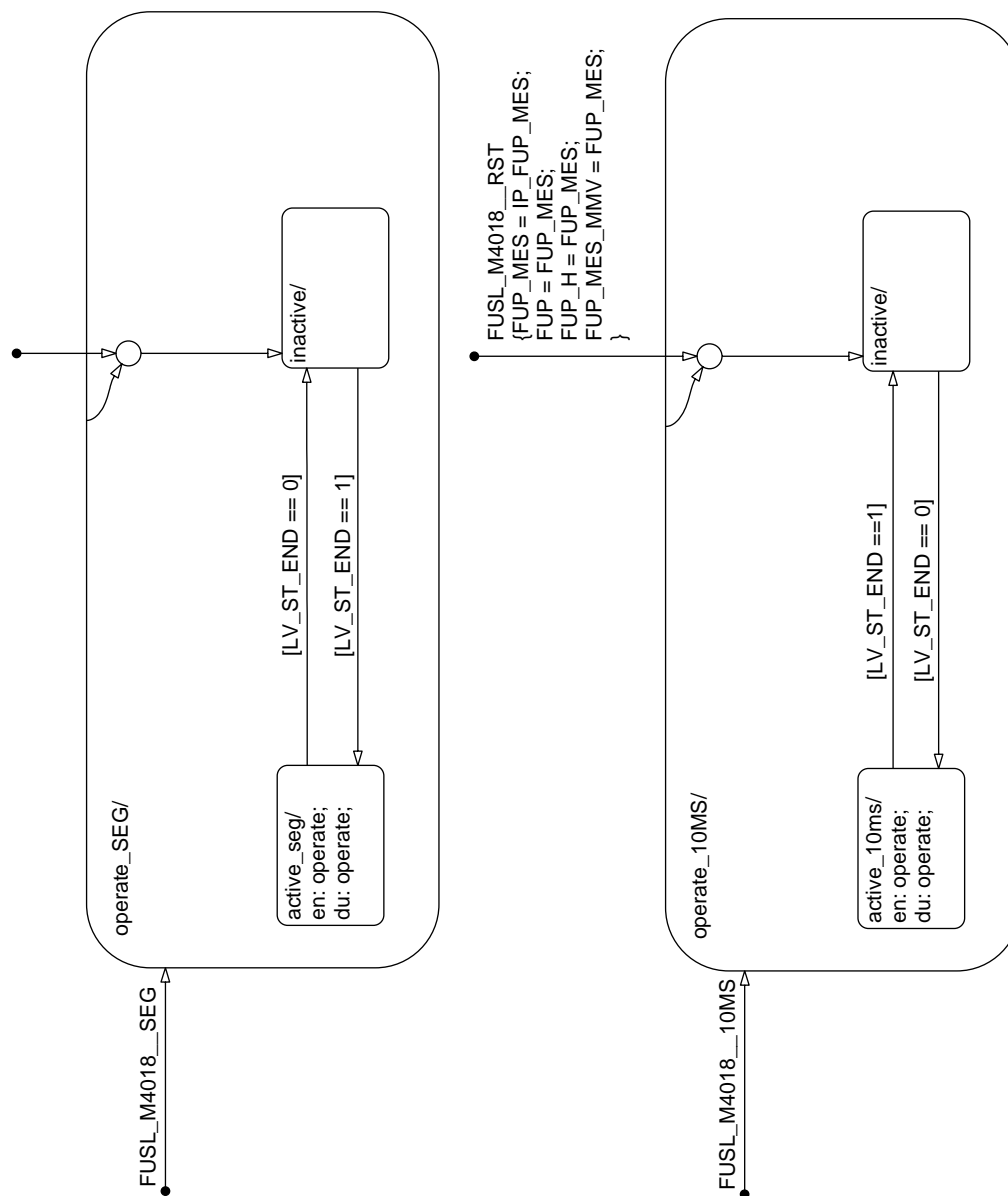 FUSL_M4018__SEG
operate_SEG/
active_seg/
en: operate;
du: operate;
[LV_ST_END == 0]
[LV_ST_END == 1]
inactive/
FUSL_M4018__RST
{FUP_MES = IP_FUP_MES;
FUP = FUP_MES;
FUP_H = FUP_MES;
FUP_MES_MMV = FUP_MES;
}
FUSL_M4018__10MS
operate_10MS/
active_10ms/
en: operate;
du: operate;
[LV_ST_END ==1]
[LV_ST_END == 0]
inactive/